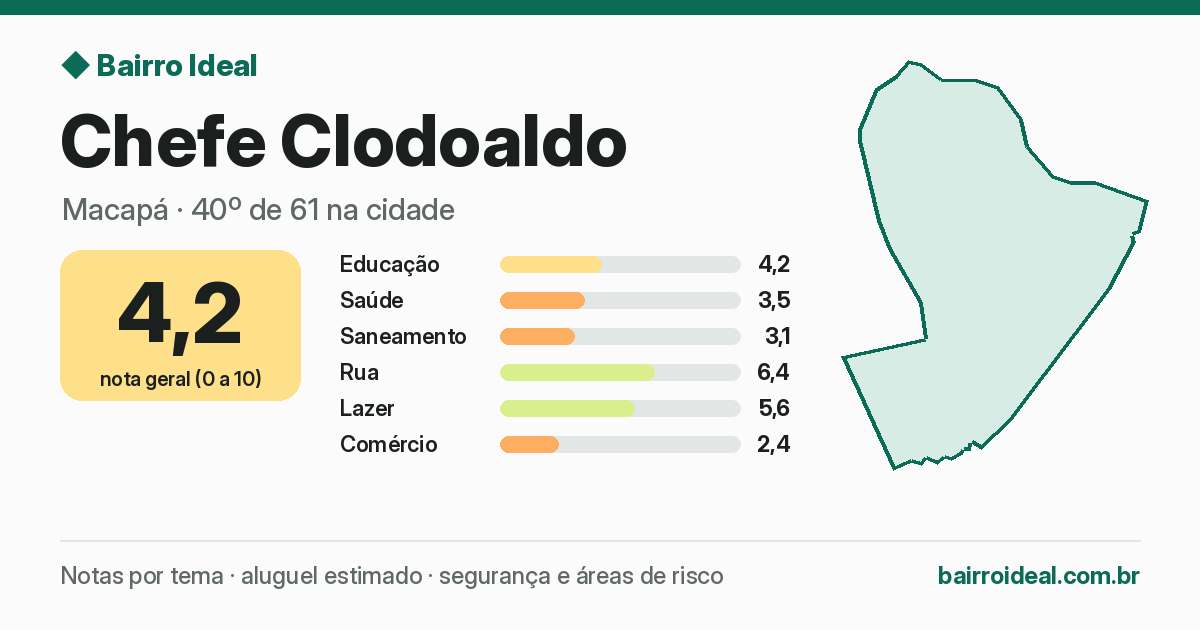 Bairro Ideal
Chefe Clodoaldo
Macapá · 40º de 61 na cidade
4,2
nota geral (0 a 10)
Educação 4,2
Saúde 3,5
Saneamento 3,1
Rua 6,4
Lazer 5,6
Comércio 2,4
Notas por tema · aluguel estimado · segurança e áreas de risco
bairroideal.com.br